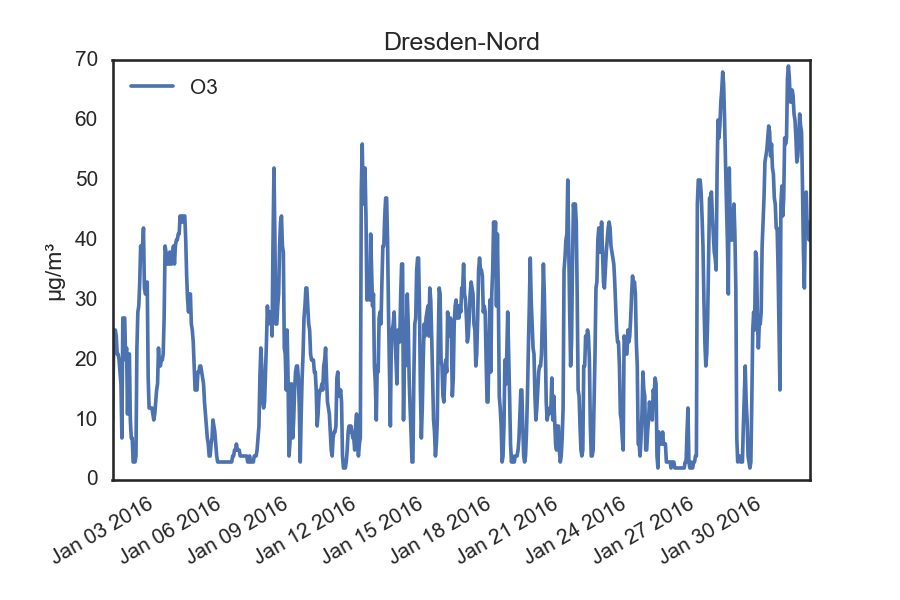 Dresden-Nord
O3
µg/m³
70
60
50
40
30
20
10
0
Jan 03 2016
Jan 06 2016
Jan 09 2016
Jan 12 2016
Jan 15 2016
Jan 18 2016
Jan 21 2016
Jan 24 2016
Jan 27 2016
Jan 30 2016